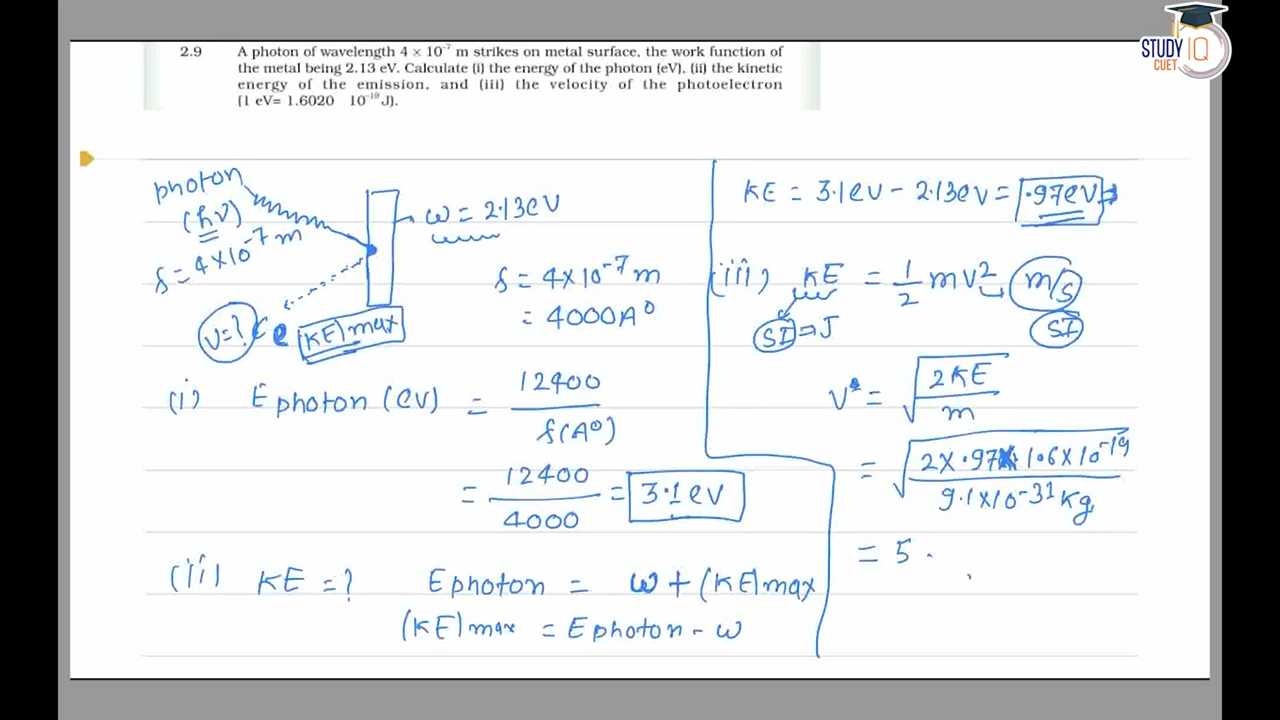 STUDY IQ
CUET
2.9 A photon of wavelength 4 × 10⁻⁷ m strikes on metal surface, the work function of
the metal being 2.13 eV. Calculate (i) the energy of the photon (eV), (ii) the kinetic
energy of the emission, and (iii) the velocity of the photoelectron
(1 eV= 1.6020 10⁻¹⁹ J).
photon
(hν)
λ = 4×10⁻⁷ m
ω = 2.13eV
λ = 4×10⁻⁷ m
= 4000A⁰
v=?
e
KE)max
(i) Ephoton (eV) = 12400 / λ(A⁰)
= 12400 / 4000 = 3.1eV
(ii) KE = ? Ephoton = ω + (KE)max
(KE)max = Ephoton - ω
KE = 3.1eV - 2.13eV = .97eV
(iii) KE = 1/2 mv² m/s
SI ⇒ J
SI
v = √(2KE / m)
= √(2×.97×1.6×10⁻¹⁹ / 9.1×10⁻³¹ Kg)
= 5.